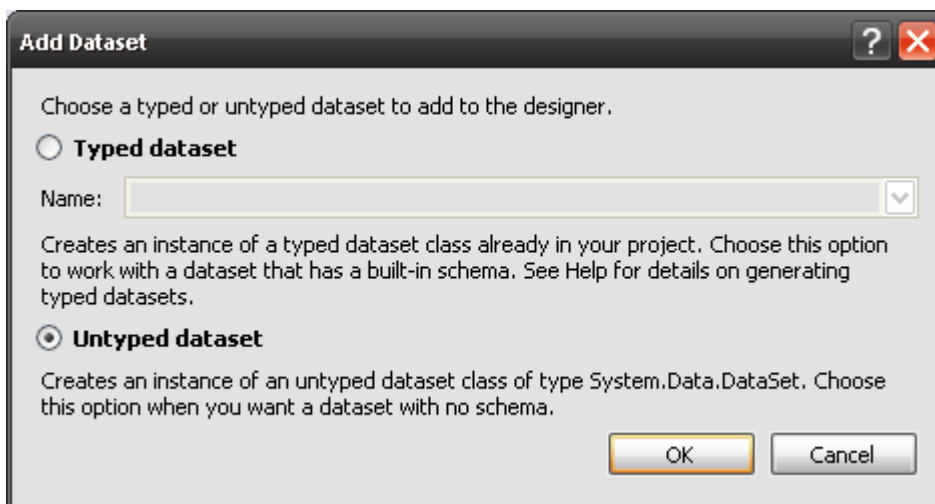 Add Dataset
?
Choose a typed or untyped dataset to add to the designer.
Typed dataset
Name:
Creates an instance of a typed dataset class already in your project. Choose this option
to work with a dataset that has a built-in schema. See Help for details on generating
typed datasets.
Untyped dataset
Creates an instance of an untyped dataset class of type System.Data.DataSet. Choose
this option when you want a dataset with no schema.
OK Cancel